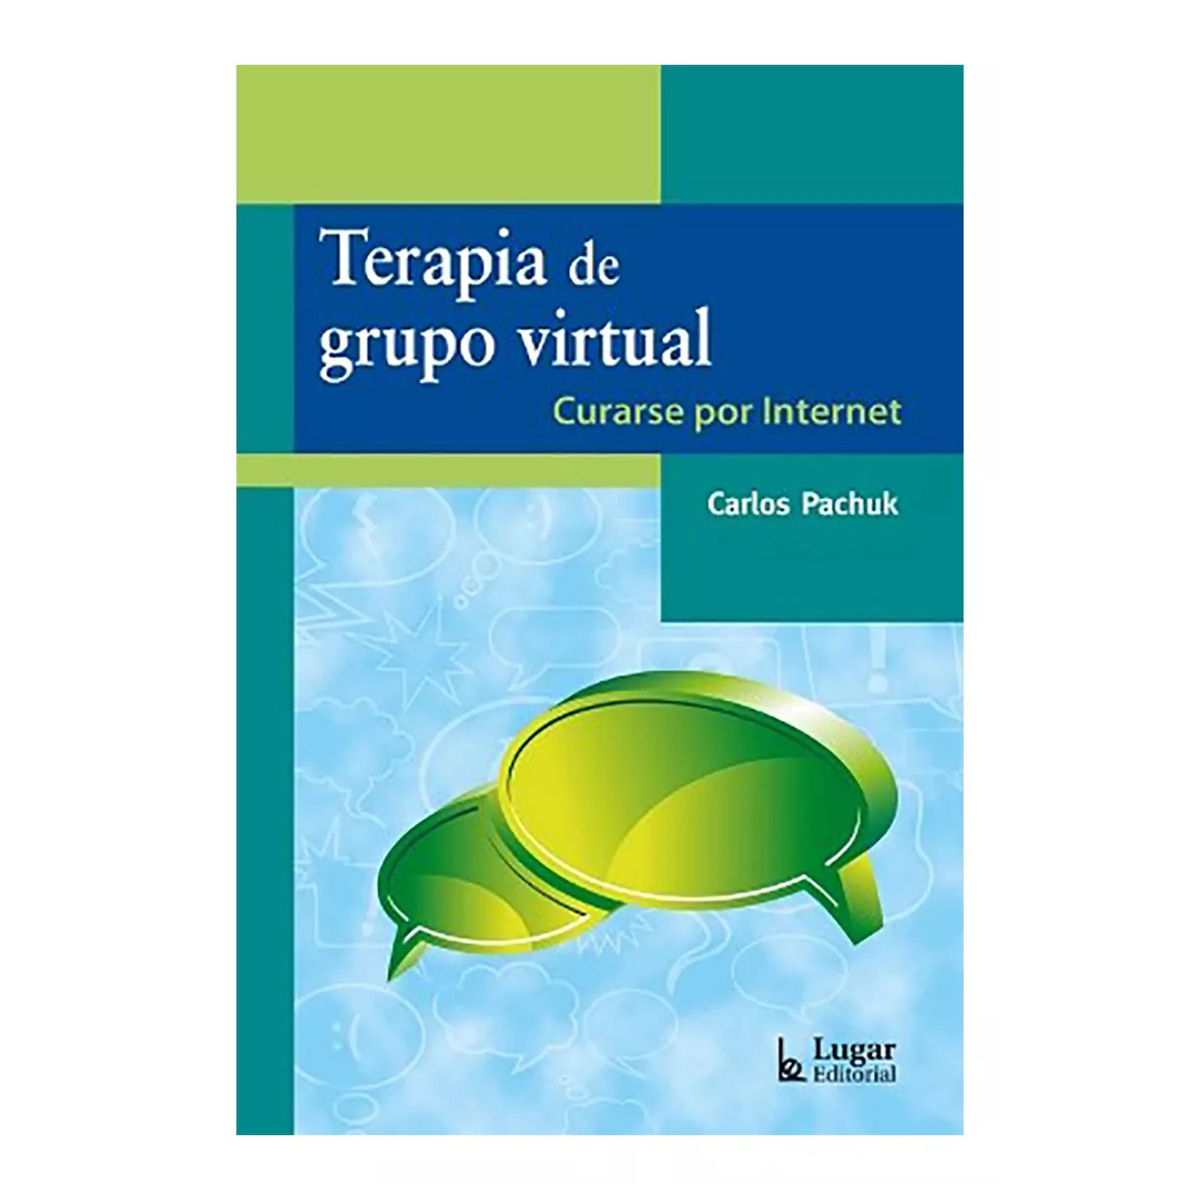 Terapia de
grupo virtual
Curarse por Internet
Carlos Pachuk
Lugar
Editorial